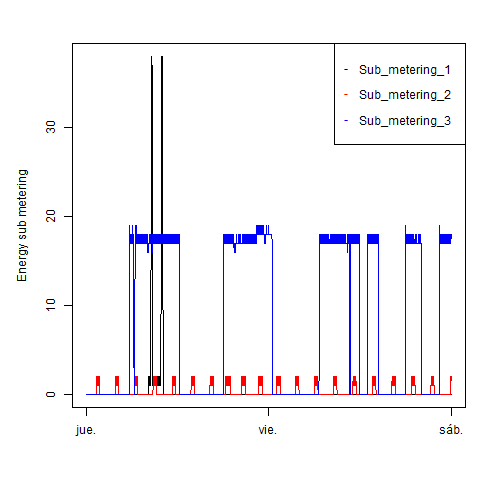 Sub_metering_1
Sub_metering_2
Sub_metering_3
Energy sub metering
30
20
10
0
jue.
vie.
sáb.